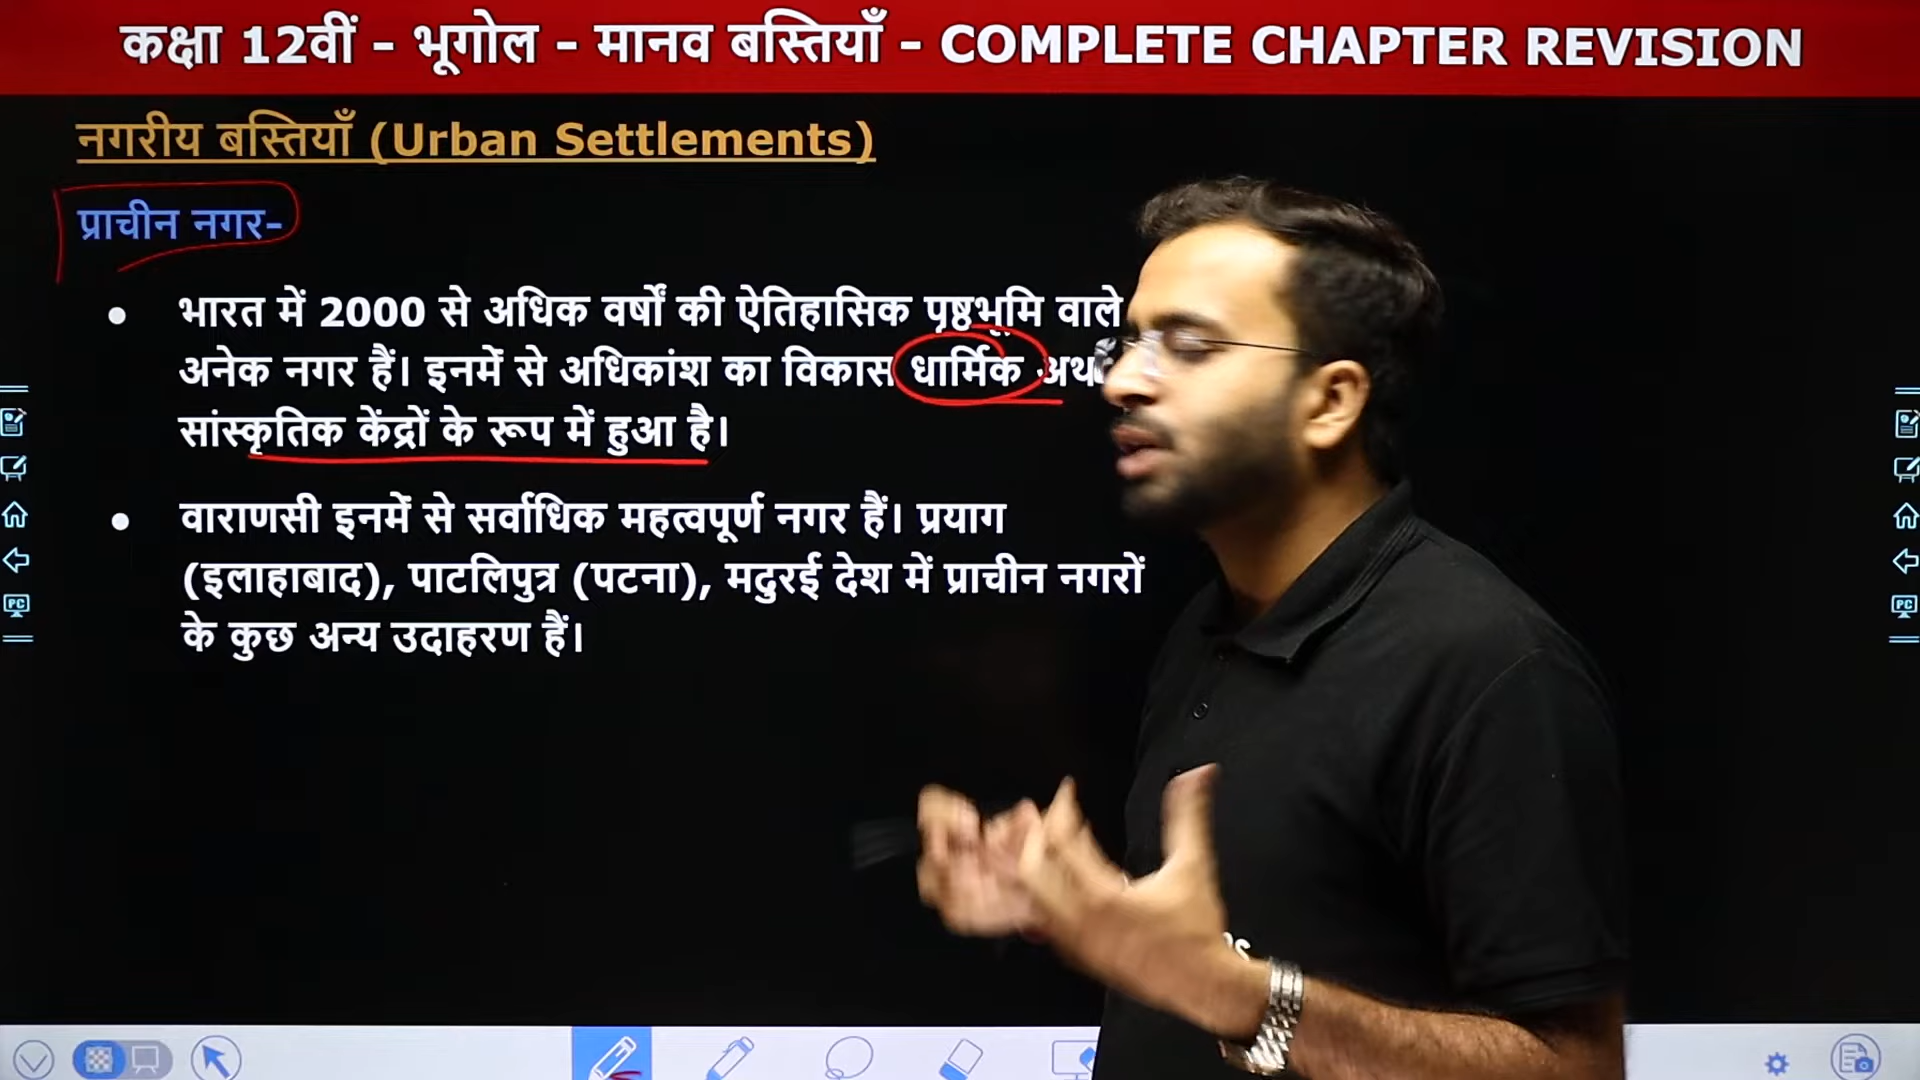 कक्षा 12वीं - भूगोल - मानव बस्तियाँ - COMPLETE CHAPTER REVISION
नगरीय बस्तियाँ (Urban Settlements)
प्राचीन नगर-
भारत में 2000 से अधिक वर्षों की ऐतिहासिक पृष्ठभूमि वाले
अनेक नगर हैं। इनमें से अधिकांश का विकास धार्मिक
सांस्कृतिक केंद्रों के रूप में हुआ है।
वाराणसी इनमें से सर्वाधिक महत्वपूर्ण नगर हैं। प्रयाग
(इलाहाबाद), पाटलिपुत्र (पटना), मदुरई देश में प्राचीन नगरों
के कुछ अन्य उदाहरण हैं।
PC
PC